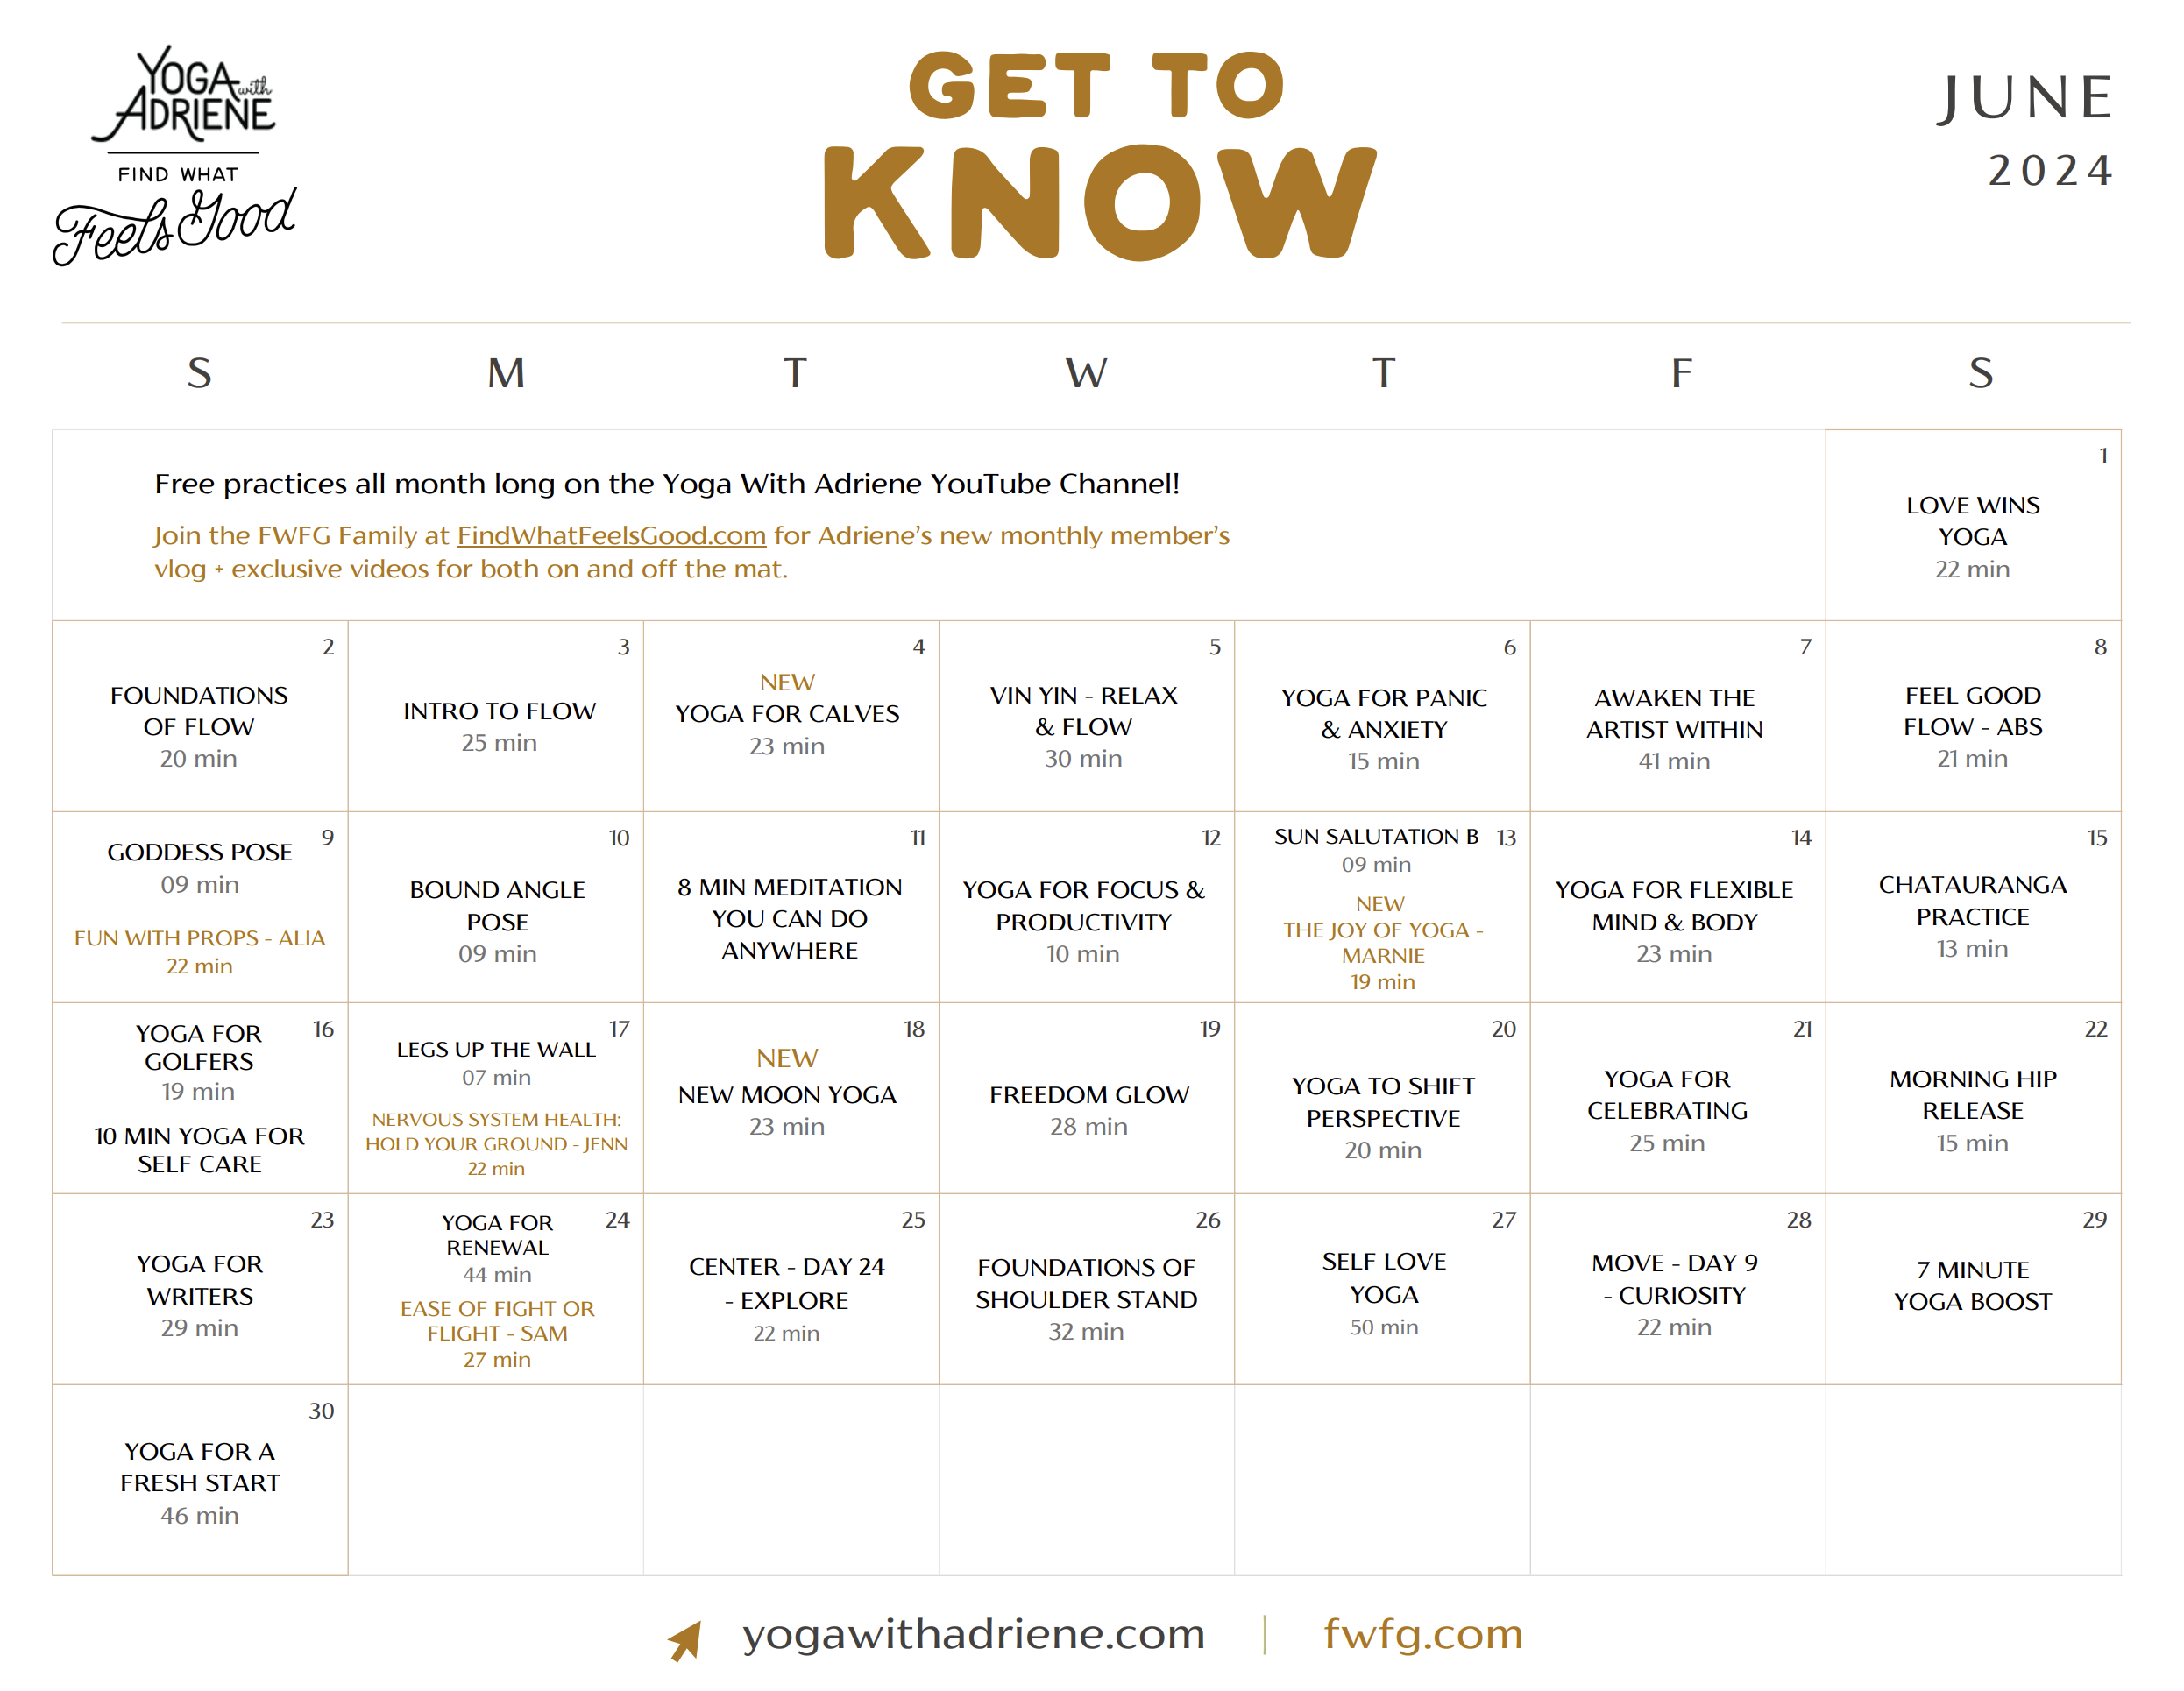 YOGA with
ADRIENE
FIND WHAT
Feels Good
GET TO
KNOW
JUNE
2024
S M T W T F S
Free practices all month long on the Yoga With Adriene YouTube Channel!
Join the FWFG Family at FindWhatFeelsGood.com for Adriene’s new monthly member’s
vlog + exclusive videos for both on and off the mat.
1
LOVE WINS
YOGA
22 min
2
FOUNDATIONS
OF FLOW
20 min
3
INTRO TO FLOW
25 min
4
NEW
YOGA FOR CALVES
23 min
5
VIN YIN - RELAX
& FLOW
30 min
6
YOGA FOR PANIC
& ANXIETY
15 min
7
AWAKEN THE
ARTIST WITHIN
41 min
8
FEEL GOOD
FLOW - ABS
21 min
9
GODDESS POSE
09 min
FUN WITH PROPS - ALIA
22 min
10
BOUND ANGLE
POSE
09 min
11
8 MIN MEDITATION
YOU CAN DO
ANYWHERE
12
YOGA FOR FOCUS &
PRODUCTIVITY
10 min
SUN SALUTATION B 13
09 min
NEW
THE JOY OF YOGA -
MARNIE
19 min
14
YOGA FOR FLEXIBLE
MIND & BODY
23 min
15
CHATAURANGA
PRACTICE
13 min
YOGA FOR 16
GOLFERS
19 min
10 MIN YOGA FOR
SELF CARE
17
LEGS UP THE WALL
07 min
NERVOUS SYSTEM HEALTH:
HOLD YOUR GROUND - JENN
22 min
18
NEW
NEW MOON YOGA
23 min
19
FREEDOM GLOW
28 min
20
YOGA TO SHIFT
PERSPECTIVE
20 min
21
YOGA FOR
CELEBRATING
25 min
22
MORNING HIP
RELEASE
15 min
23
YOGA FOR
WRITERS
29 min
YOGA FOR 24
RENEWAL
44 min
EASE OF FIGHT OR
FLIGHT - SAM
27 min
25
CENTER - DAY 24
- EXPLORE
22 min
26
FOUNDATIONS OF
SHOULDER STAND
32 min
27
SELF LOVE
YOGA
50 min
28
MOVE - DAY 9
- CURIOSITY
22 min
29
7 MINUTE
YOGA BOOST
30
YOGA FOR A
FRESH START
46 min
yogawithadriene.com | fwfg.com